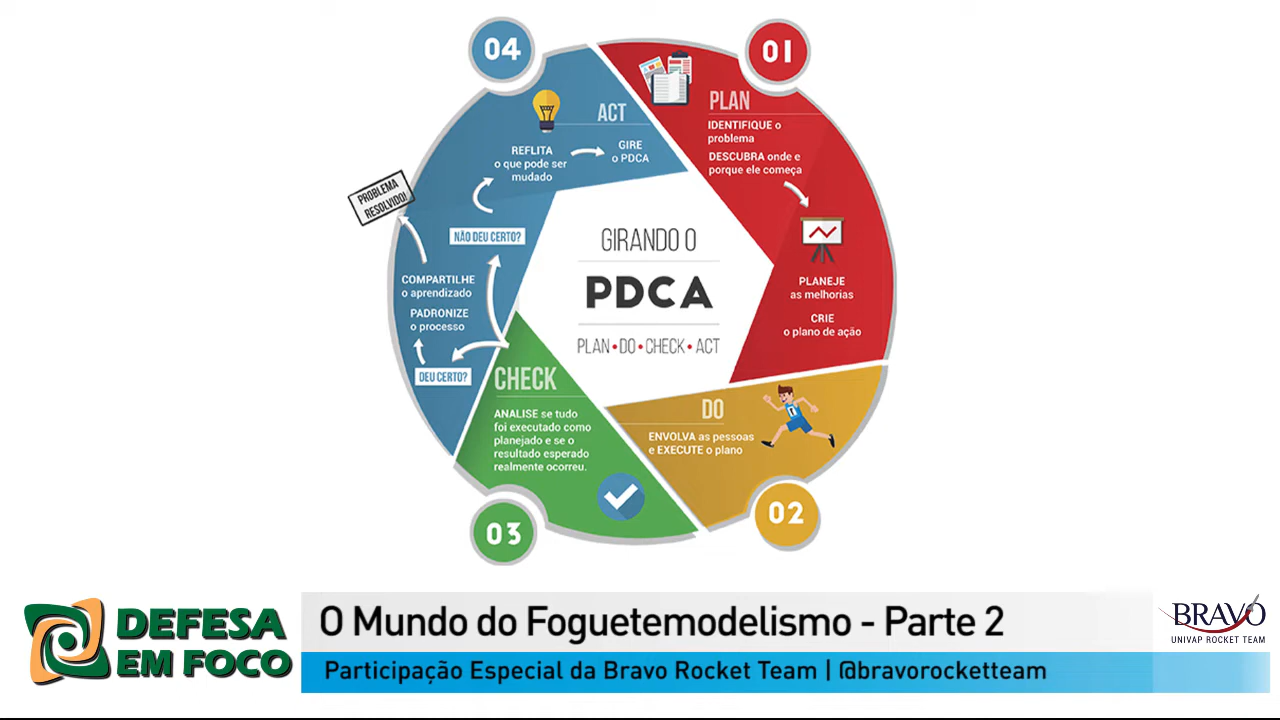 01
PLAN
IDENTIFIQUE o
problema
DESCUBRA onde e
porque ele começa
PLANEJE
as melhorias
CRIE
o plano de ação
02
DO
ENVOLVA as pessoas
e EXECUTE o plano
03
CHECK
ANALISE se tudo
foi executado como
planejado e se o
resultado esperado
realmente ocorreu.
04
ACT
DEU CERTO?
PADRONIZE
o processo
COMPARTILHE
o aprendizado
PROBLEMA
RESOLVIDO!
NÃO DEU CERTO?
REFLITA
o que pode ser
mudado
GIRE
o PDCA
GIRANDO O
PDCA
PLAN • DO • CHECK • ACT
DEFESA
EM FOCO
O Mundo do Foguetemodelismo - Parte 2
Participação Especial da Bravo Rocket Team | @bravorocketteam
BRAVO
UNIVAP ROCKET TEAM